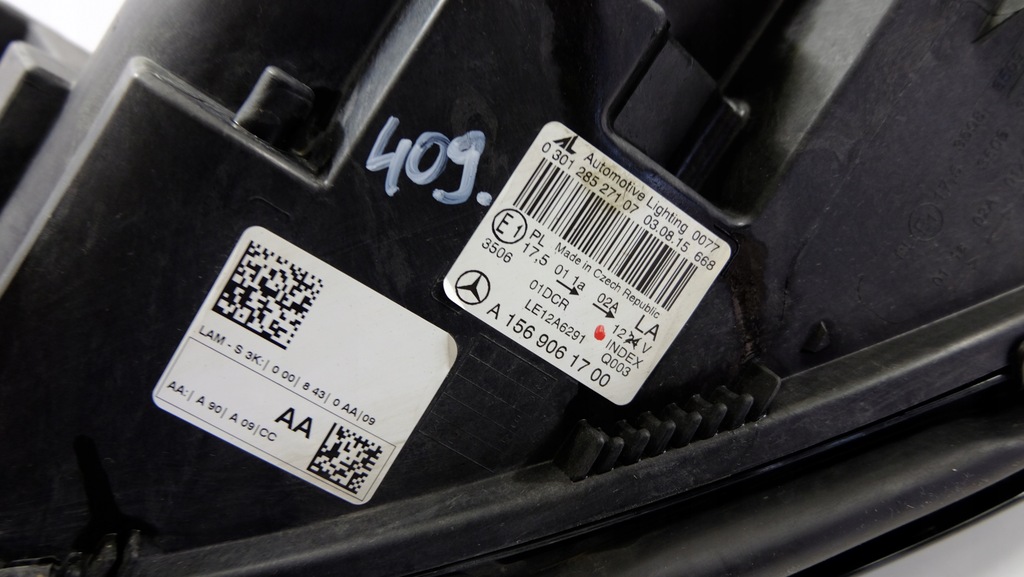 409.
AL Automotive Lighting 0077
0 301 285 271 07 03.08.15 668
E1 PL Made in Czech Republic
3506 17,5 01 1a 02A LA
01DCR 12 V
LE12A6291 INDEX
A 156 906 17 00 Q003
LAM - S 3K:| 0 00| 8 43| 0 AA|09
AA:| A 90| A 09|CC
AA